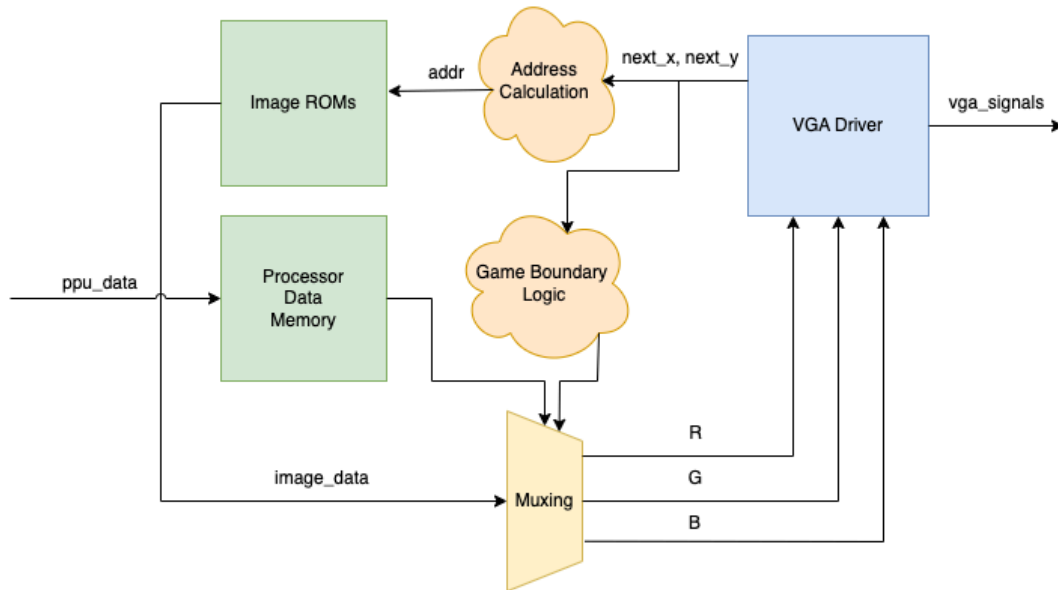 next_x, next_y
Address
Calculation
addr
Image ROMs
VGA Driver
vga_signals
ppu_data
Processor
Data
Memory
Game Boundary
Logic
R
image_data
G
Muxing
B